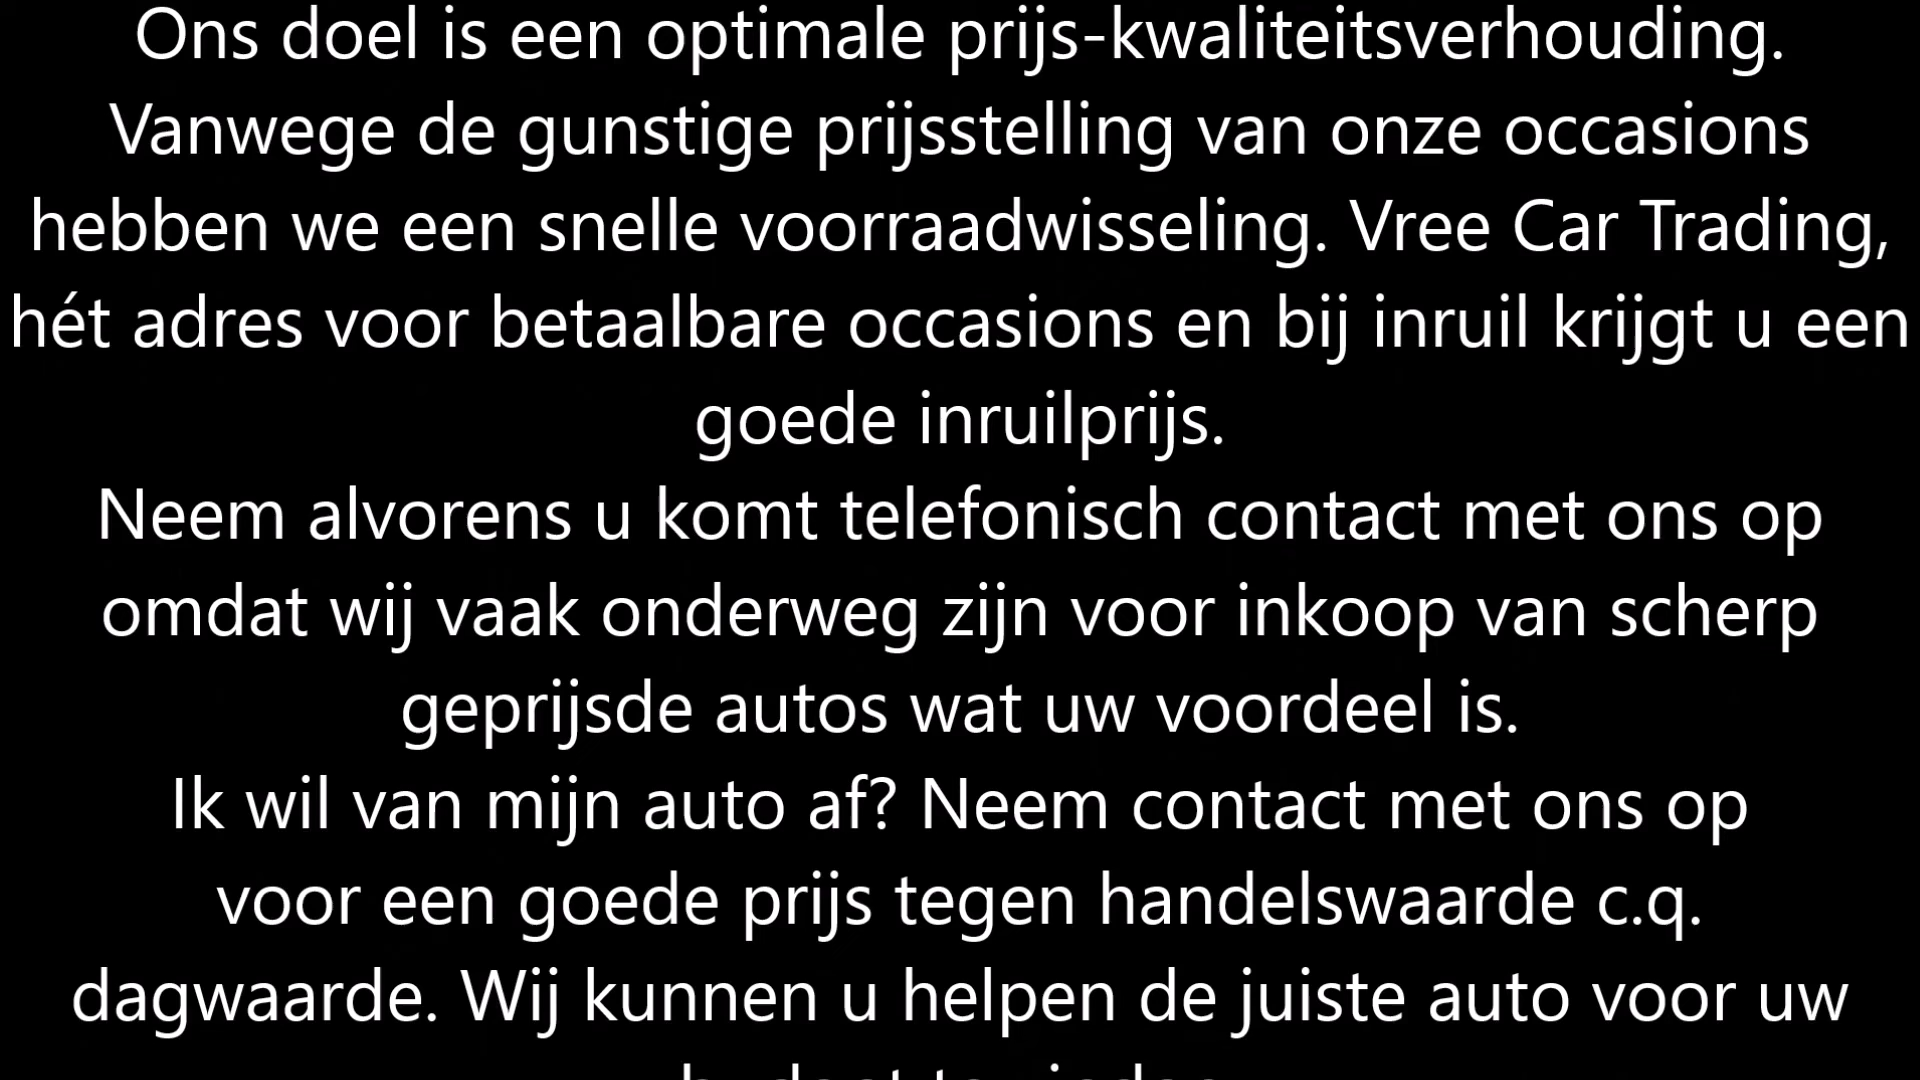 Ons doel is een optimale prijs-kwaliteitsverhouding.
Vanwege de gunstige prijsstelling van onze occasions
hebben we een snelle voorraadwisseling. Vree Car Trading,
hét adres voor betaalbare occasions en bij inruil krijgt u een
goede inruilprijs.
Neem alvorens u komt telefonisch contact met ons op
omdat wij vaak onderweg zijn voor inkoop van scherp
geprijsde autos wat uw voordeel is.
Ik wil van mijn auto af? Neem contact met ons op
voor een goede prijs tegen handelswaarde c.q.
dagwaarde. Wij kunnen u helpen de juiste auto voor uw